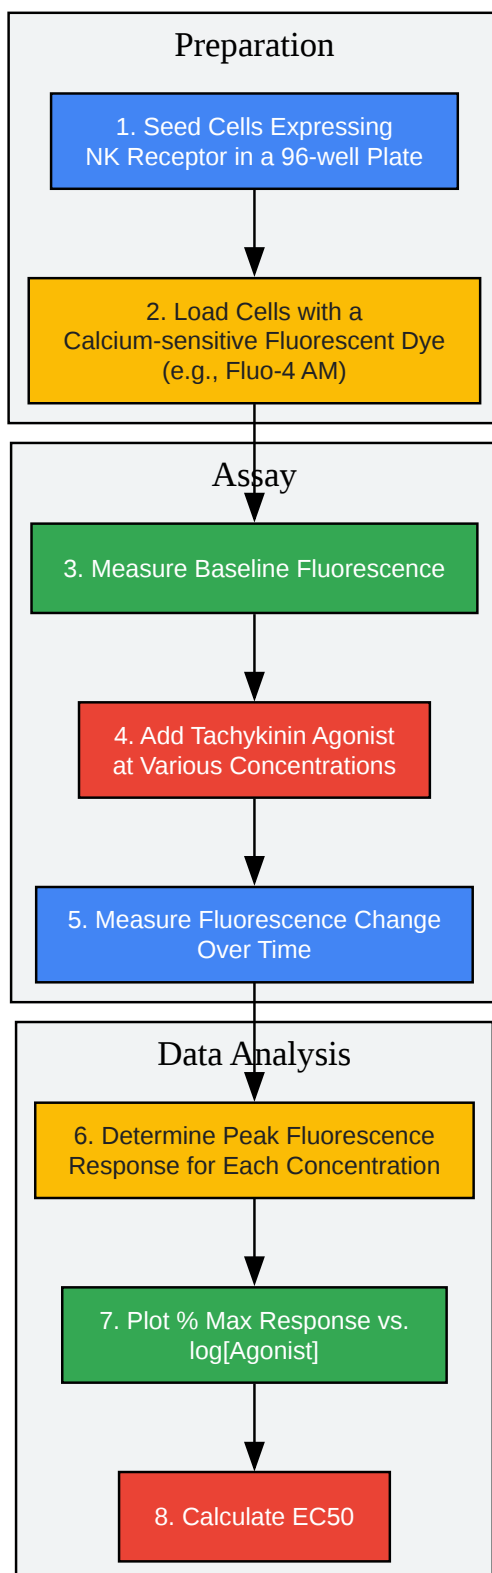 Preparation
1. Seed Cells Expressing
NK Receptor in a 96-well Plate
2. Load Cells with a
Calcium-sensitive Fluorescent Dye
(e.g., Fluo-4 AM)
Assay
3. Measure Baseline Fluorescence
4. Add Tachykinin Agonist
at Various Concentrations
5. Measure Fluorescence Change
Over Time
Data Analysis
6. Determine Peak Fluorescence
Response for Each Concentration
7. Plot % Max Response vs.
log[Agonist]
8. Calculate EC50